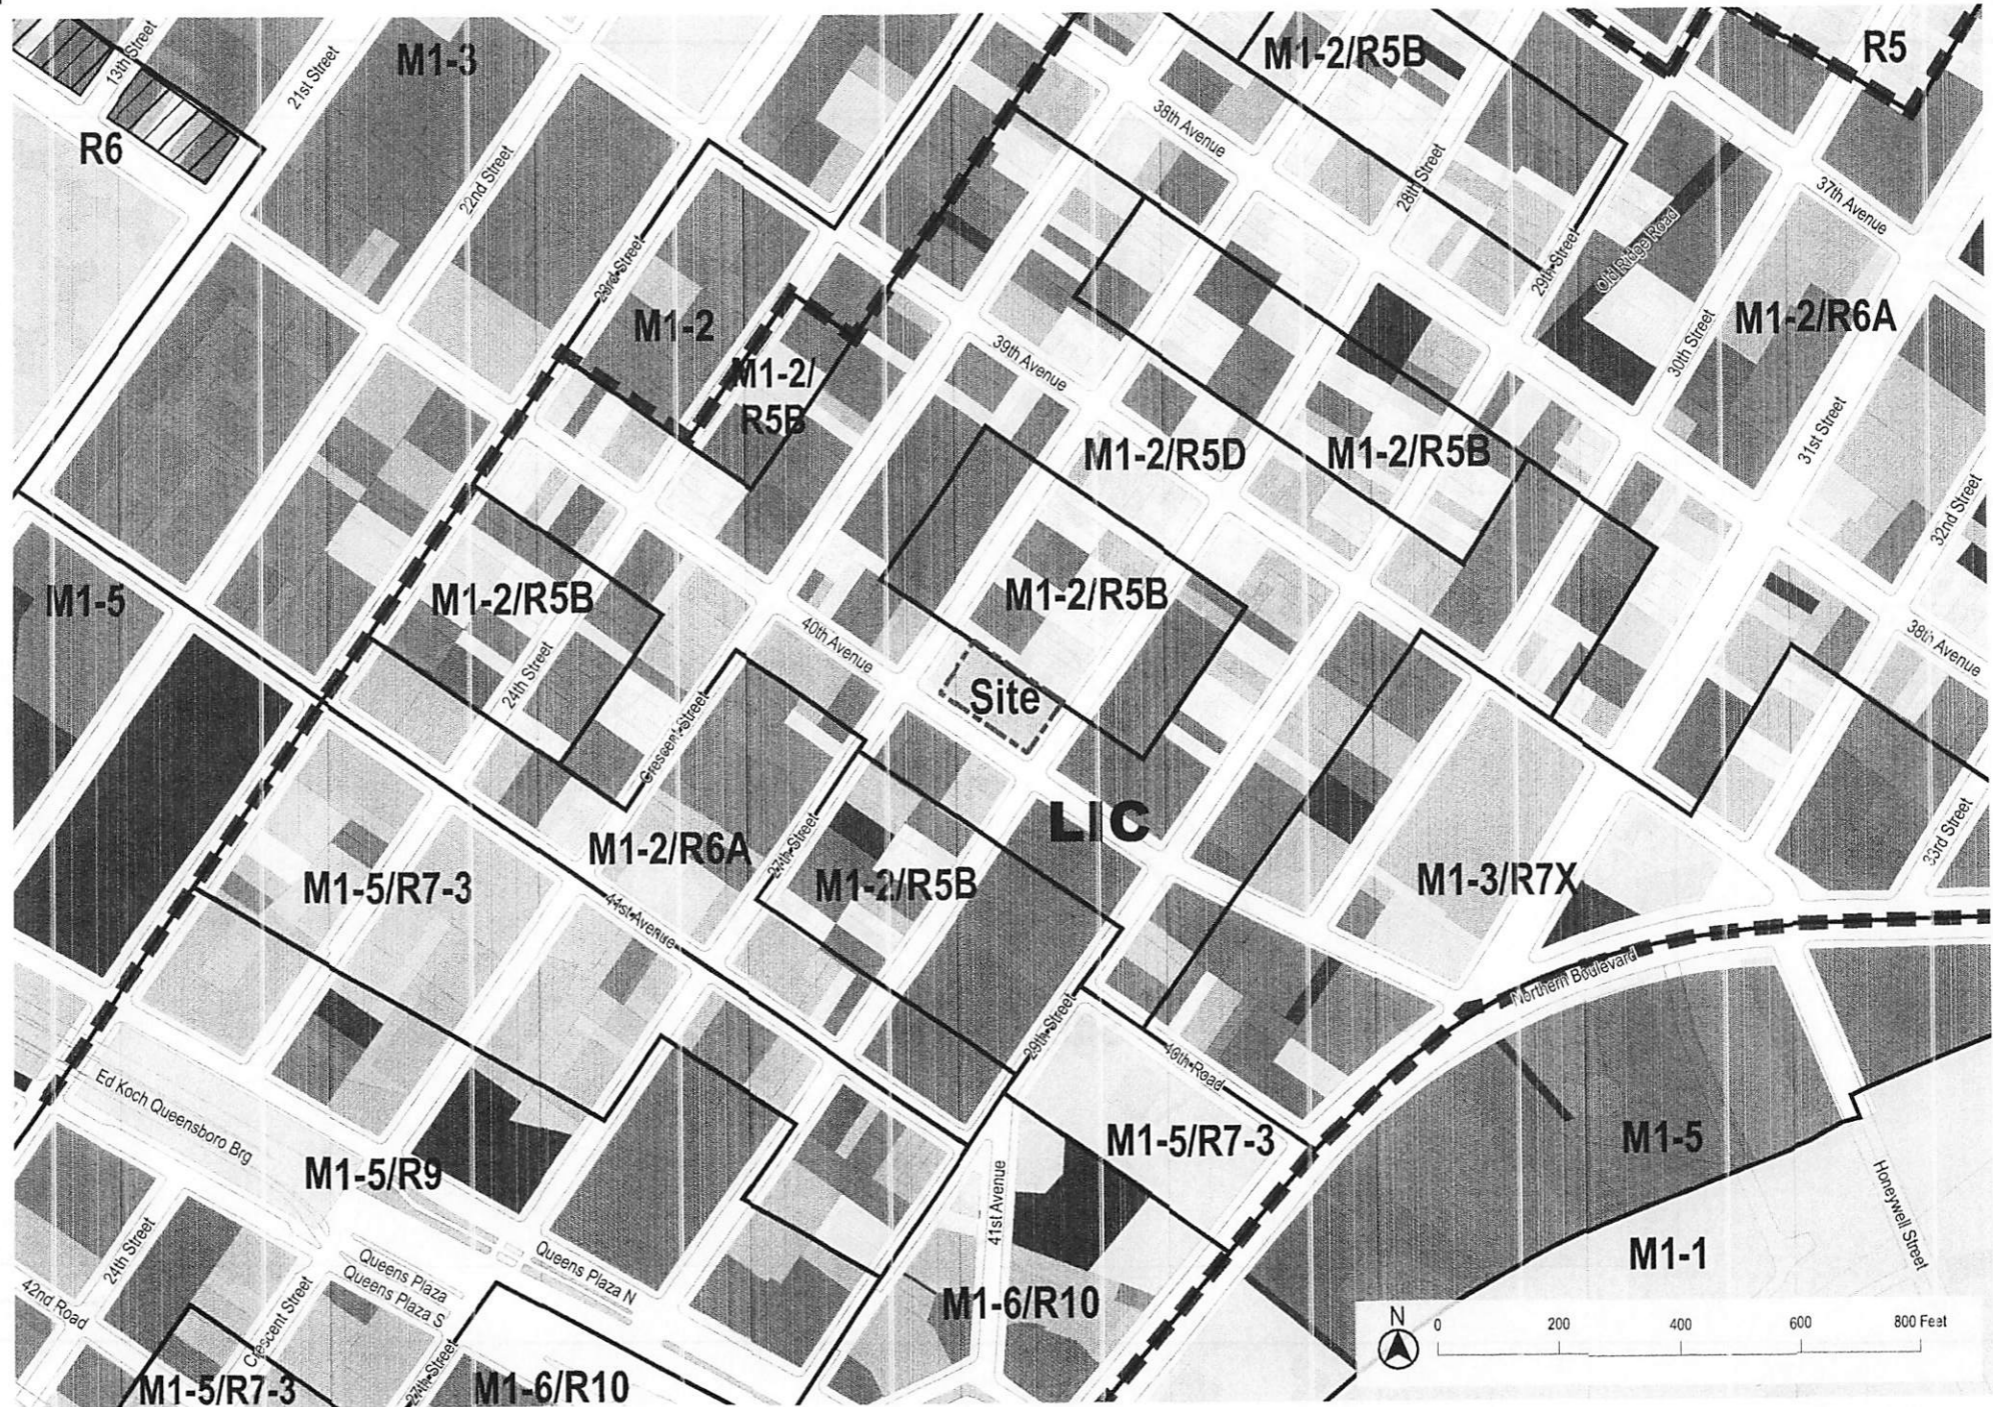 13th Street
21st Street
M1-3
M1-2/R5B
R5
R6
22nd Street
38th Avenue
28th Street
37th Avenue
29th Street
Old Ridge Road
23rd Street
M1-2
M1-2/
R5B
39th Avenue
30th Street
M1-2/R6A
31st Street
M1-2/R5D
M1-2/R5B
32nd Street
M1-5
M1-2/R5B
M1-2/R5B
40th Avenue
38th Avenue
24th Street
Site
Crescent Street
LIC
M1-2/R6A
27th Street
M1-2/R5B
M1-3/R7X
33rd Street
M1-5/R7-3
41st Avenue
Northern Boulevard
29th Street
40th Road
Ed Koch Queensboro Brg
M1-5/R7-3
M1-5
M1-5/R9
41st Avenue
Honeywell Street
24th Street
Queens Plaza
Queens Plaza S
Queens Plaza N
M1-1
42nd Road
Crescent Street
27th Street
M1-6/R10
M1-5/R7-3
M1-6/R10
N
0 200 400 600 800 Feet